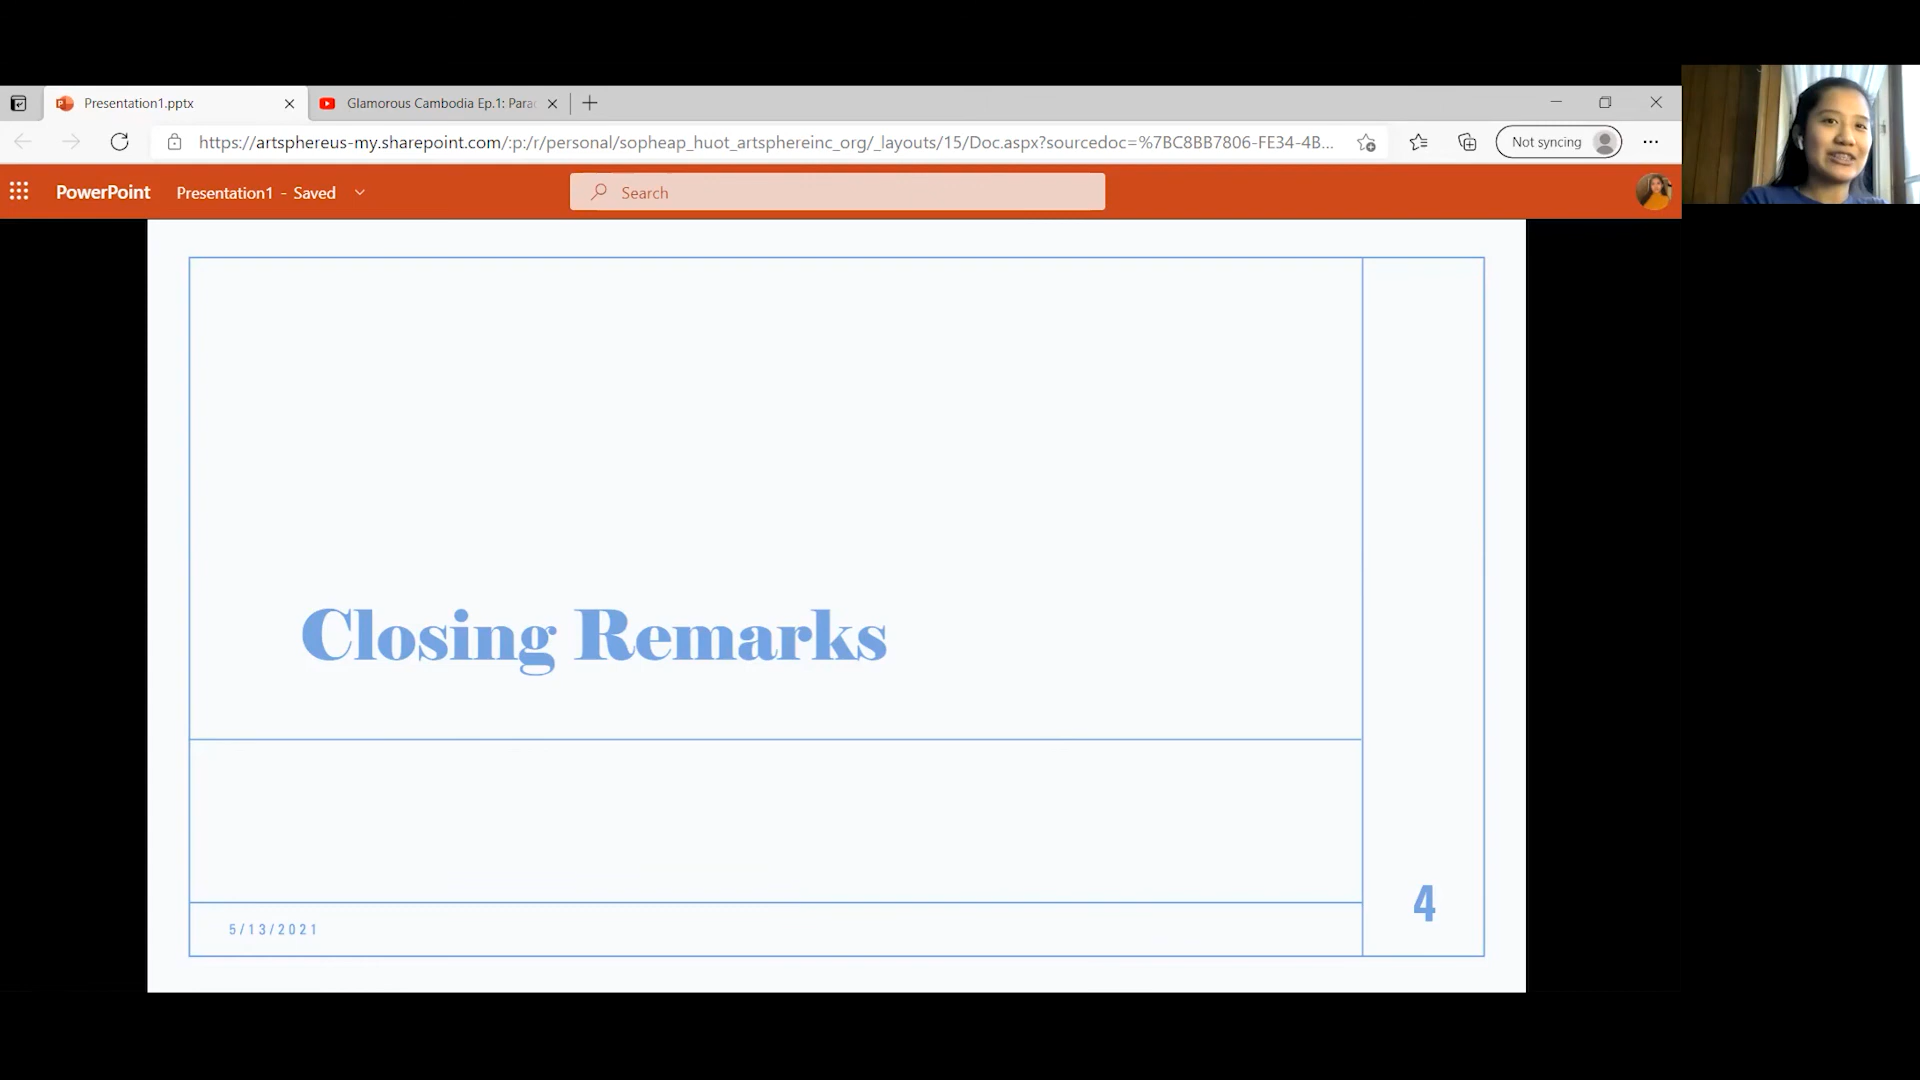 Presentation1.pptx
Glamorous Cambodia Ep.1: Para
https://artsphereus-my.sharepoint.com/:p:/r/personal/sopheap_huot_artsphereinc_org/_layouts/15/Doc.aspx?sourcedoc=%7BC8BB7806-FE34-4B...
Not syncing
PowerPoint
Presentation1 - Saved
Search
Closing Remarks
4
5/13/2021